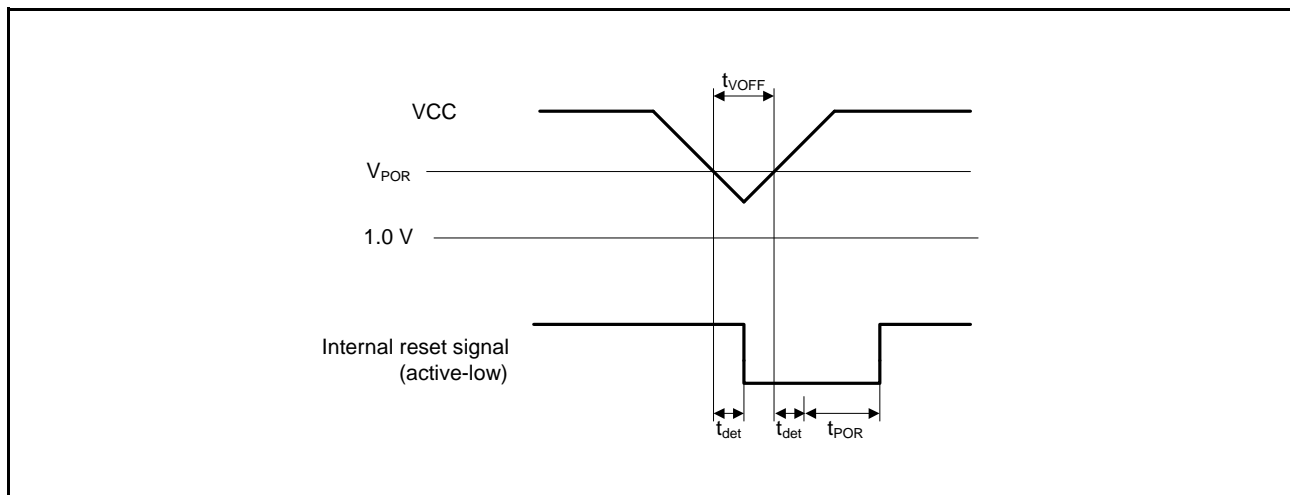 tVOFF
VCC
VPOR
1.0 V
Internal reset signal
(active-low)
tdet
tdet
tPOR